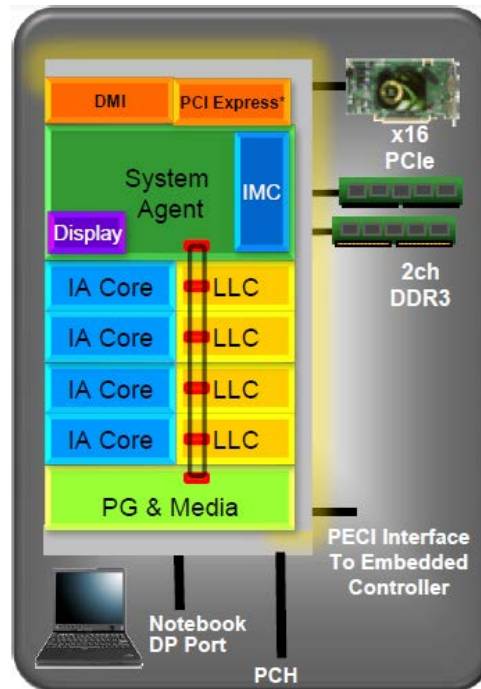 DMI
PCI Express*
x16
PCIe
System
Agent
IMC
Display
2ch
DDR3
IA Core
LLC
IA Core
LLC
IA Core
LLC
IA Core
LLC
PG & Media
PECI Interface
To Embedded
Controller
Notebook
DP Port
PCH